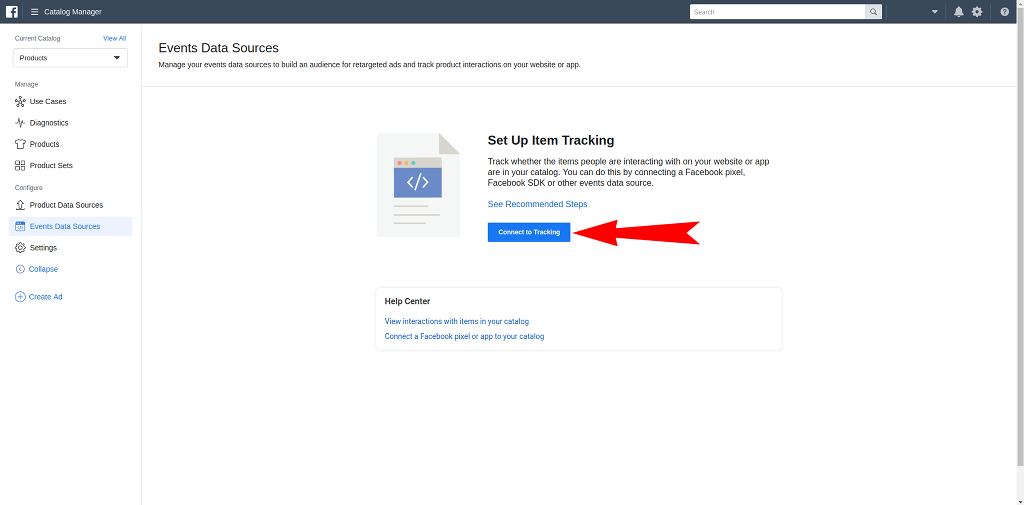 Catalog Manager
Search
Current Catalog
View All
Products
Manage
Use Cases
Diagnostics
Products
Product Sets
Configure
Product Data Sources
Events Data Sources
Settings
Collapse
Create Ad
Events Data Sources
Manage your events data sources to build an audience for retargeted ads and track product interactions on your website or app.
Set Up Item Tracking
Track whether the items people are interacting with on your website or app
are in your catalog. You can do this by connecting a Facebook pixel,
Facebook SDK or other events data source.
See Recommended Steps
Connect to Tracking
Help Center
View interactions with items in your catalog
Connect a Facebook pixel or app to your catalog